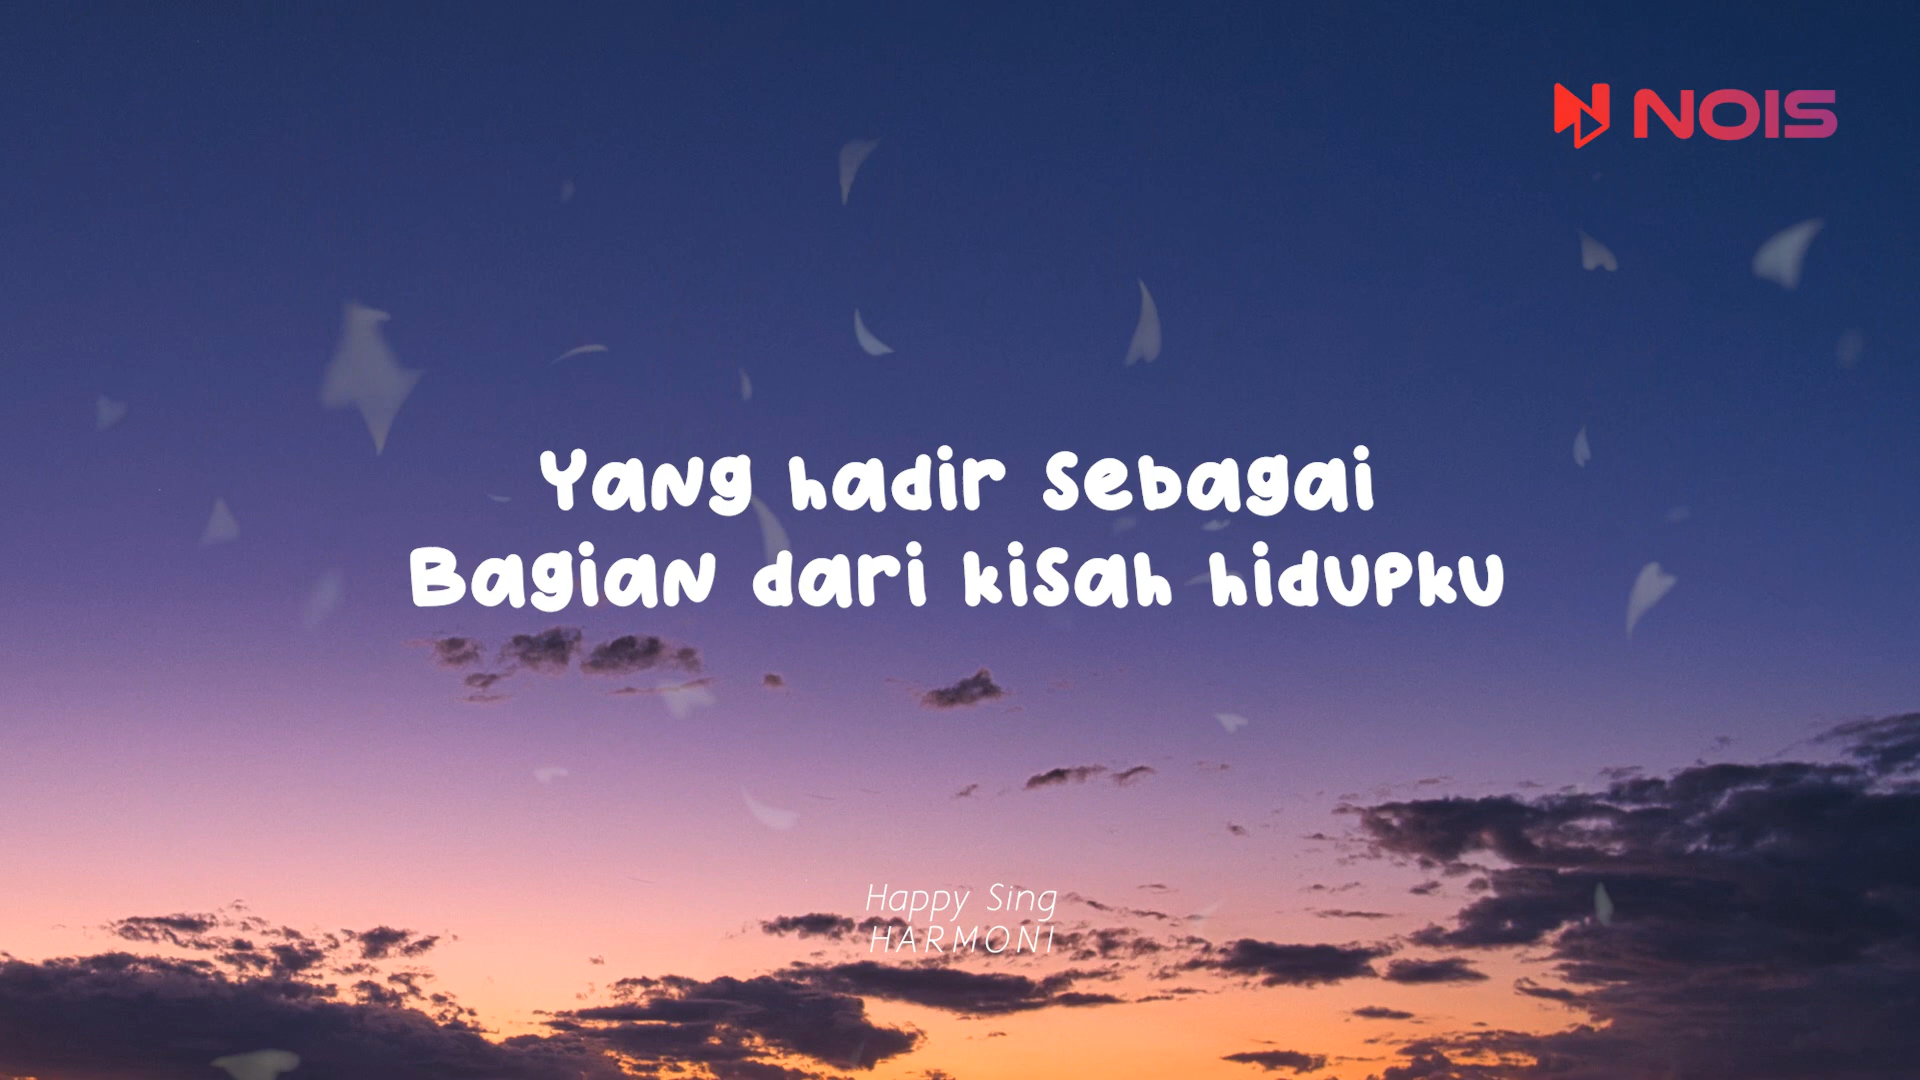 NOIS
Yang hadir sebagai
Bagian dari kisah hidupku
Happy Sing
HARMONI